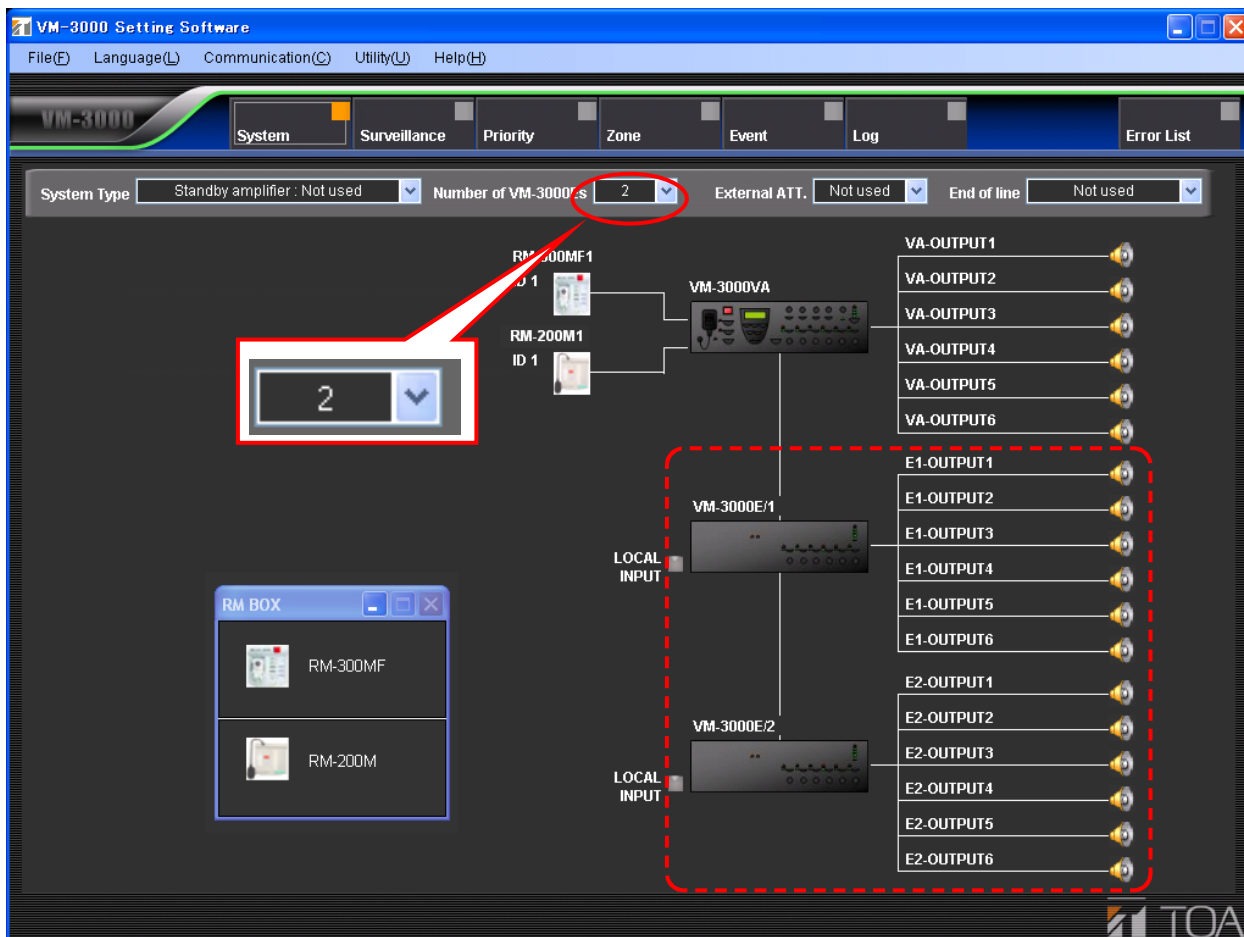 VM-3000 Setting Software
File(F) Language(L) Communication(C) Utility(U) Help(H)
VM-3000
System Surveillance Priority Zone Event Log Error List
System Type Standby amplifier : Not used Number of VM-3000Es 2 External ATT. Not used End of line Not used
RM-300MF1
ID 1
RM-200M1
ID 1
2
VM-3000VA
VA-OUTPUT1
VA-OUTPUT2
VA-OUTPUT3
VA-OUTPUT4
VA-OUTPUT5
VA-OUTPUT6
VM-3000E/1
LOCAL
INPUT
E1-OUTPUT1
E1-OUTPUT2
E1-OUTPUT3
E1-OUTPUT4
E1-OUTPUT5
E1-OUTPUT6
RM BOX
RM-300MF
RM-200M
VM-3000E/2
LOCAL
INPUT
E2-OUTPUT1
E2-OUTPUT2
E2-OUTPUT3
E2-OUTPUT4
E2-OUTPUT5
E2-OUTPUT6
TOA